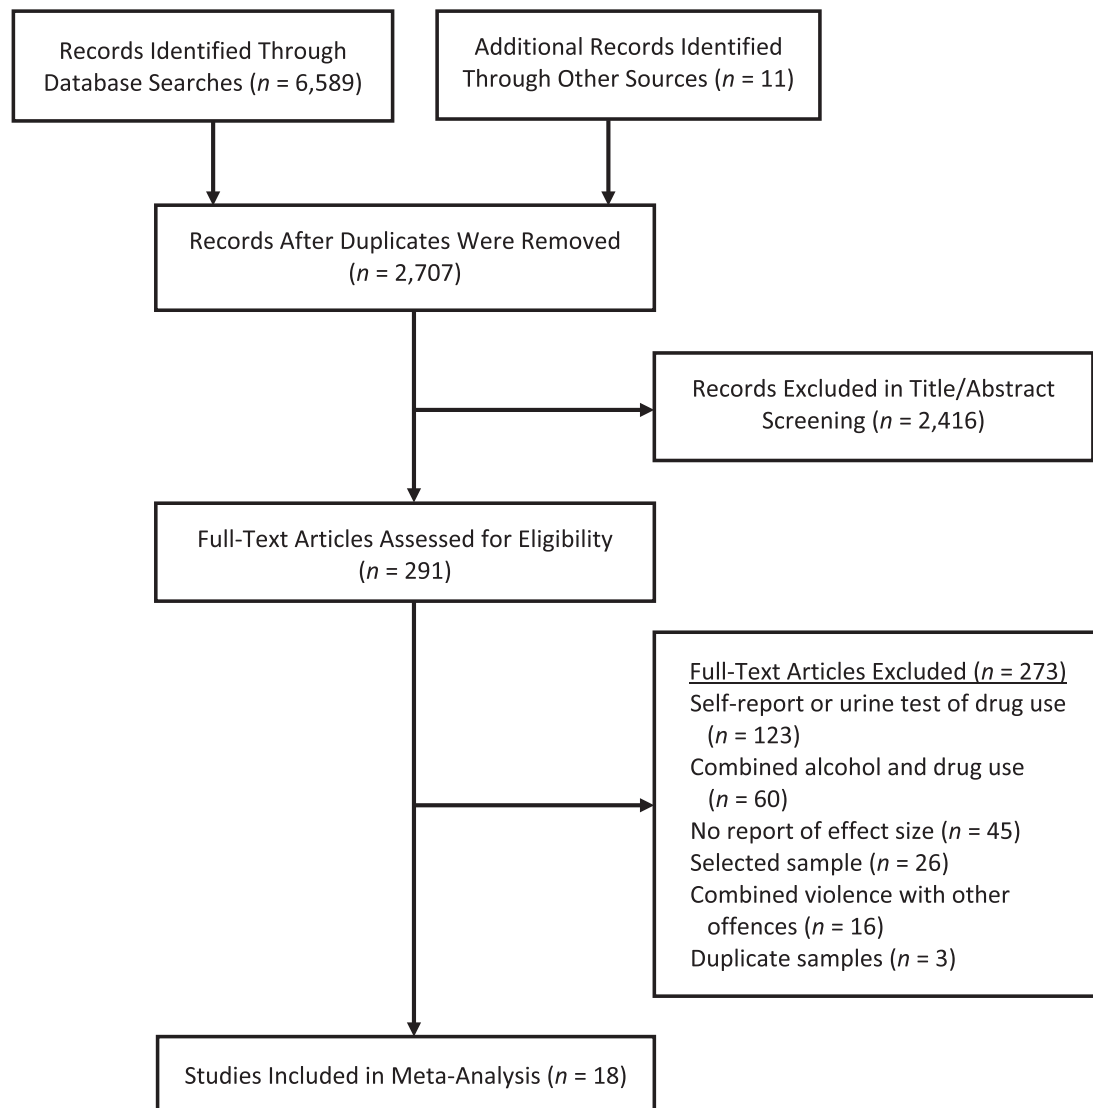 Records Identified Through
Database Searches (n = 6,589)
Additional Records Identified
Through Other Sources (n = 11)
Records After Duplicates Were Removed
(n = 2,707)
Records Excluded in Title/Abstract
Screening (n = 2,416)
Full-Text Articles Assessed for Eligibility
(n = 291)
Full-Text Articles Excluded (n = 273)
Self-report or urine test of drug use
(n = 123)
Combined alcohol and drug use
(n = 60)
No report of effect size (n = 45)
Selected sample (n = 26)
Combined violence with other
offences (n = 16)
Duplicate samples (n = 3)
Studies Included in Meta-Analysis (n = 18)